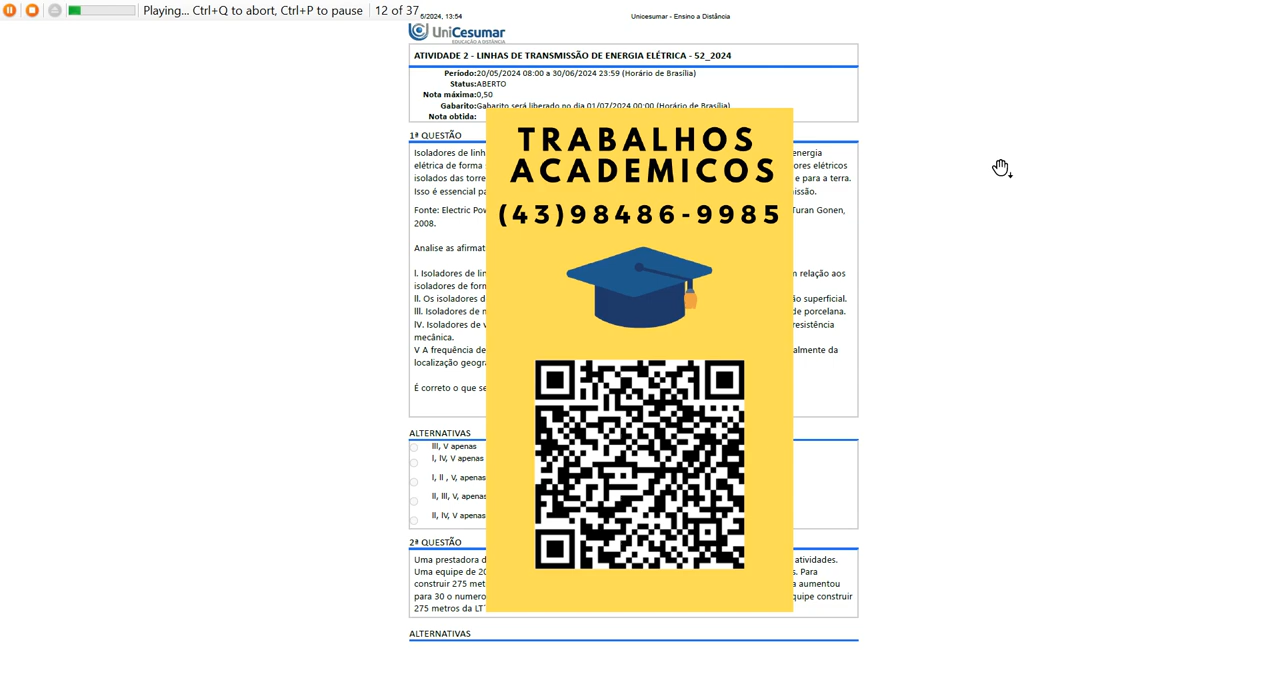 Playing... Ctrl+Q to abort, Ctrl+P to pause 12 of 37
6/2024, 13:54 Unicesumar - Ensino a Distância
UniCesumar
EDUCAÇÃO A DISTÂNCIA
ATIVIDADE 2 - LINHAS DE TRANSMISSÃO DE ENERGIA ELÉTRICA - 52_2024
Período:20/05/2024 08:00 a 30/06/2024 23:59 (Horário de Brasília)
Status:ABERTO
Nota máxima:0,50
Gabarito:Gabarito será liberado no dia 01/07/2024 00:00 (Horário de Brasília)
Nota obtida:
1ª QUESTÃO
Isoladores de linh energia
elétrica de forma ores elétricos
isolados das torre e para a terra.
Isso é essencial pa missão.
Fonte: Electric Pow Turan Gonen,
2008.
Analise as afirmat
l. Isoladores de lin m relação aos
isoladores de forn
ll. Os isoladores d ão superficial.
lll. Isoladores de n de porcelana.
lV. Isoladores de v resistência
mecânica.
V A frequência de almente da
localização geogra
É correto o que se
TRABALHOS
ACADEMICOS
(43)98486-9985
ALTERNATIVAS
III, V apenas
I, IV, V apenas
I, II , V, apenas
II, III, V, apenas
II, IV, V apenas
2ª QUESTÃO
Uma prestadora d atividades.
Uma equipe de 20 s. Para
construir 275 met a aumentou
para 30 o numero quipe construir
275 metros da LT
ALTERNATIVAS